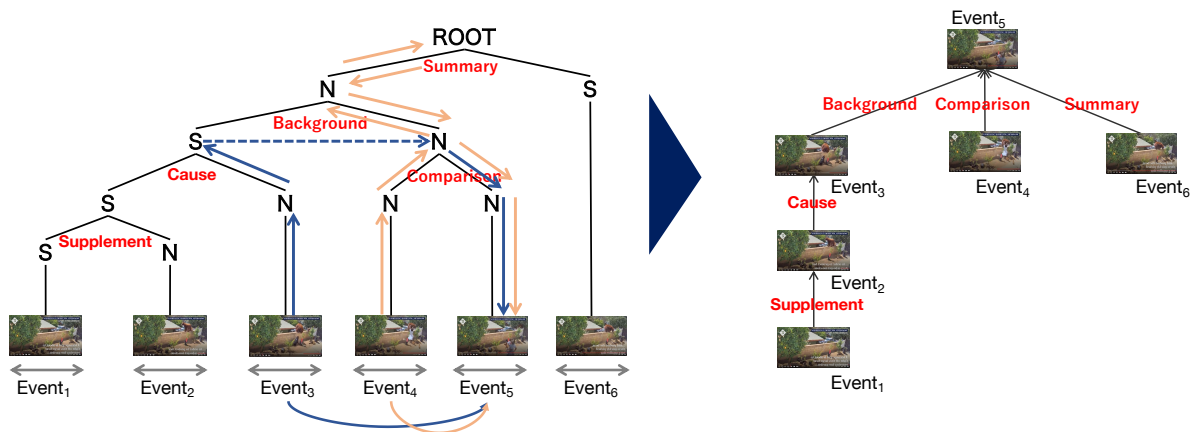 ROOT
Summary
N
S
Background
S
N
Cause
Comparison
S
N
N
N
Supplement
S
N
Event₁
Event₂
Event₃
Event₄
Event₅
Event₆
Event₅
Background
Comparison
Summary
Event₃
Event₄
Event₆
Cause
Event₂
Supplement
Event₁